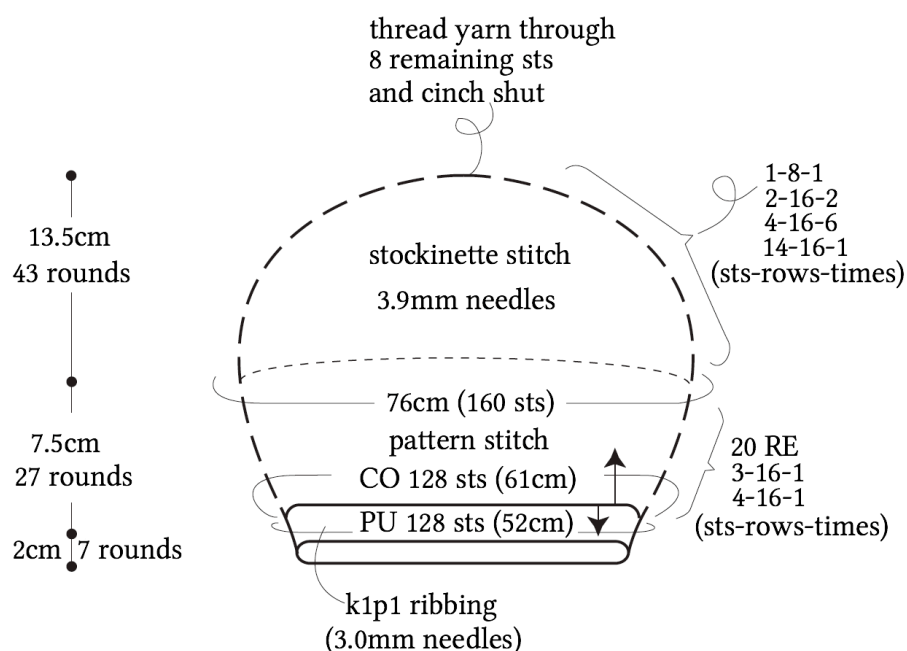 thread yarn through
8 remaining sts
and cinch shut
1-8-1
2-16-2
4-16-6
14-16-1
(sts-rows-times)
13.5cm
43 rounds
stockinette stitch
3.9mm needles
76cm (160 sts)
pattern stitch
7.5cm
27 rounds
20 RE
3-16-1
4-16-1
(sts-rows-times)
CO 128 sts (61cm)
PU 128 sts (52cm)
2cm 7 rounds
k1p1 ribbing
(3.0mm needles)